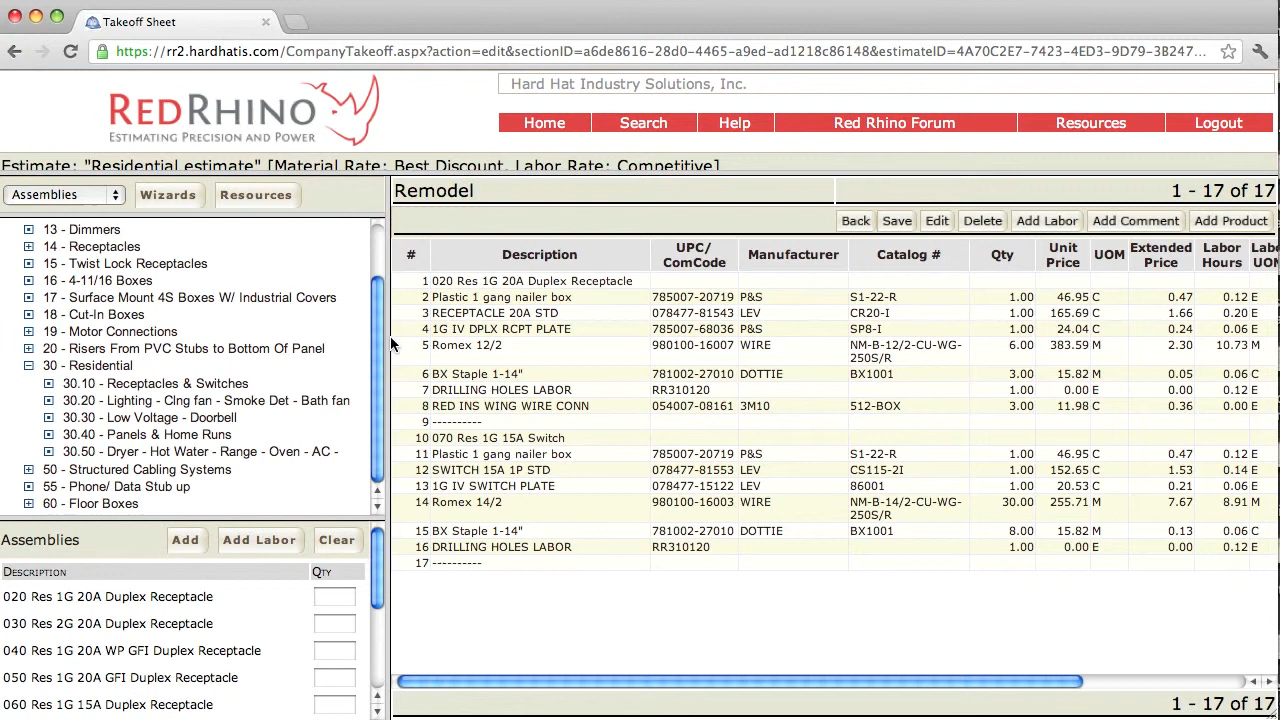 Takeoff Sheet
https://rr2.hardhatis.com/CompanyTakeoff.aspx?action=edit&sectionID=a6de8616-28d0-4465-a9ed-ad1218c86148&estimateID=4A70C2E7-7423-4ED3-9D79-3B247...
REDRHINO
ESTIMATING PRECISION AND POWER
Hard Hat Industry Solutions, Inc.
Home Search Help Red Rhino Forum Resources Logout
Estimate: "Residential estimate" [Material Rate: Best Discount, Labor Rate: Competitive]
Assemblies Wizards Resources
13 - Dimmers
14 - Receptacles
15 - Twist Lock Receptacles
16 - 4-11/16 Boxes
17 - Surface Mount 4S Boxes W/ Industrial Covers
18 - Cut-In Boxes
19 - Motor Connections
20 - Risers From PVC Stubs to Bottom Of Panel
30 - Residential
30.10 - Receptacles & Switches
30.20 - Lighting - Clng fan - Smoke Det - Bath fan
30.30 - Low Voltage - Doorbell
30.40 - Panels & Home Runs
30.50 - Dryer - Hot Water - Range - Oven - AC -
50 - Structured Cabling Systems
55 - Phone/ Data Stub up
60 - Floor Boxes
Assemblies Add Add Labor Clear
DESCRIPTION QTY
020 Res 1G 20A Duplex Receptacle
030 Res 2G 20A Duplex Receptacle
040 Res 1G 20A WP GFI Duplex Receptacle
050 Res 1G 20A GFI Duplex Receptacle
060 Res 1G 15A Duplex Receptacle
Remodel 1 - 17 of 17
Back Save Edit Delete Add Labor Add Comment Add Product
# Description UPC/ ComCode Manufacturer Catalog # Qty Unit Price UOM Extended Price Labor Hours Labo UOM
1 020 Res 1G 20A Duplex Receptacle
2 Plastic 1 gang nailer box 785007-20719 P&S S1-22-R 1.00 46.95 C 0.47 0.12 E
3 RECEPTACLE 20A STD 078477-81543 LEV CR20-I 1.00 165.69 C 1.66 0.20 E
4 1G IV DPLX RCPT PLATE 785007-68036 P&S SP8-I 1.00 24.04 C 0.24 0.06 E
5 Romex 12/2 980100-16007 WIRE NM-B-12/2-CU-WG- 6.00 383.59 M 2.30 10.73 M
250S/R
6 BX Staple 1-14" 781002-27010 DOTTIE BX1001 3.00 15.82 M 0.05 0.06 C
7 DRILLING HOLES LABOR RR310120 1.00 0.00 E 0.00 0.12 E
8 RED INS WING WIRE CONN 054007-08161 3M10 512-BOX 3.00 11.98 M 0.36 0.00 E
9 ----------
10 070 Res 1G 15A Switch
11 Plastic 1 gang nailer box 785007-20719 P&S S1-22-R 1.00 46.95 C 0.47 0.12 E
12 SWITCH 15A 1P STD 078477-81553 LEV CS115-2I 1.00 152.65 C 1.53 0.14 E
13 1G IV SWITCH PLATE 078477-15122 LEV 86001 1.00 20.53 C 0.21 0.06 E
14 Romex 14/2 980100-16003 WIRE NM-B-14/2-CU-WG- 30.00 255.71 M 7.67 8.91 M
250S/R
15 BX Staple 1-14" 781002-27010 DOTTIE BX1001 8.00 15.82 M 0.13 0.06 C
16 DRILLING HOLES LABOR RR310120 1.00 0.00 E 0.00 0.12 E
17 ----------
1 - 17 of 17